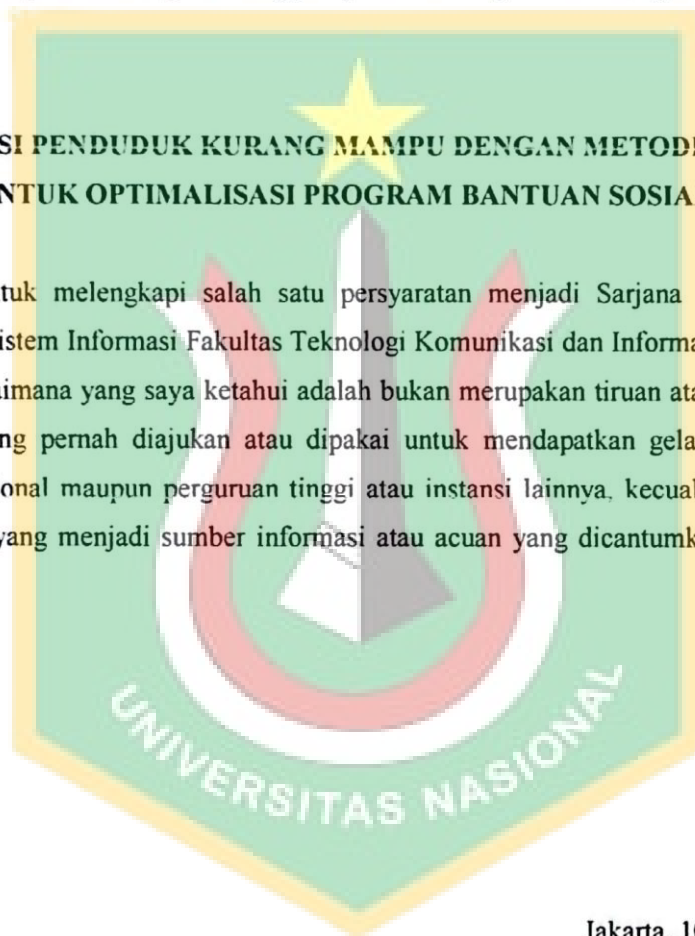 SI PENDUDUK KURANG MAMPU DENGAN METODE
NTUK OPTIMALISASI PROGRAM BANTUAN SOSIA
tuk melengkapi salah satu persyaratan menjadi Sarjana
istem Informasi Fakultas Teknologi Komunikasi dan Informa
aimana yang saya ketahui adalah bukan merupakan tiruan ata
ng pernah diajukan atau dipakai untuk mendapatkan gela
onal maupun perguruan tinggi atau instansi lainnya, kecual
yang menjadi sumber informasi atau acuan yang dicantumk
UNIVERSITAS NASIONAL
Jakarta,